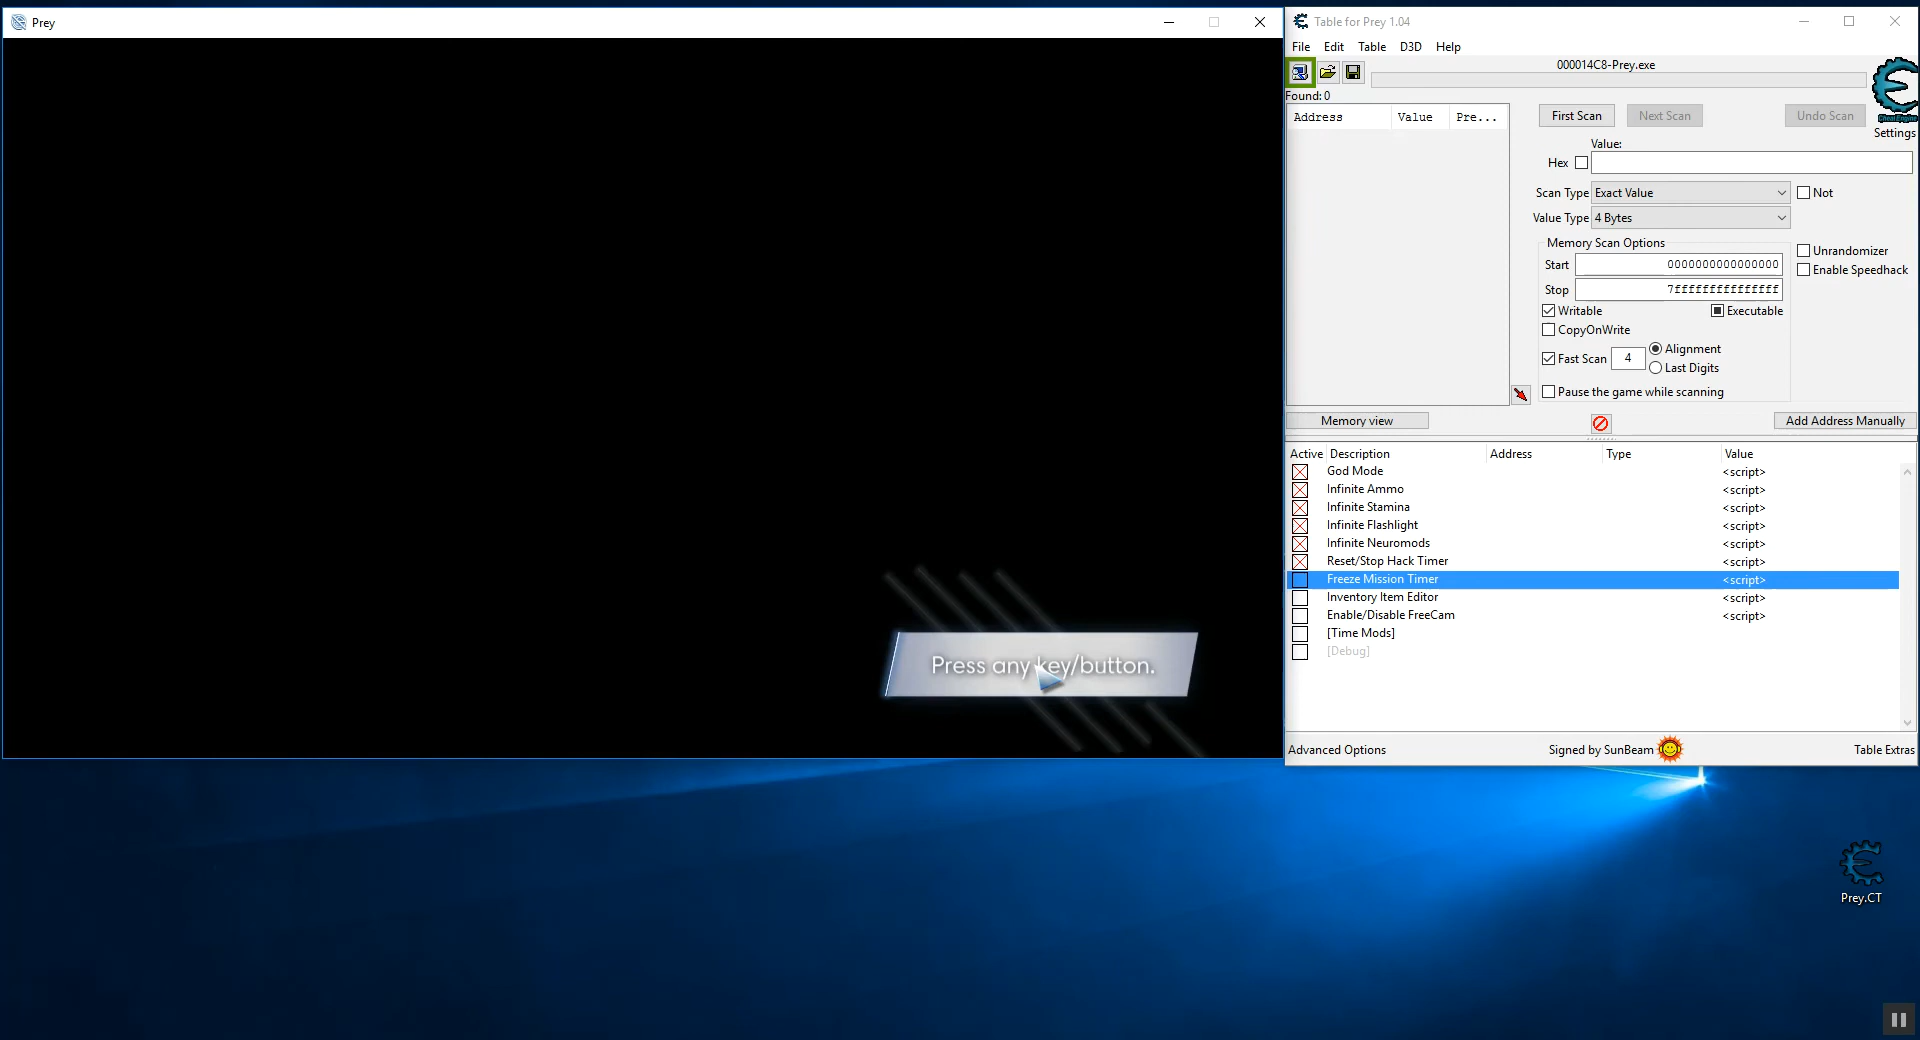 Prey
Press any key/button.
Table for Prey 1.04
File Edit Table D3D Help
000014C8-Prey.exe
Found: 0
Address Value Pre...
First Scan Next Scan Undo Scan
Cheat Engine
Settings
Value:
Hex
Scan Type Exact Value Not
Value Type 4 Bytes
Memory Scan Options
Unrandomizer
Start 0000000000000000
Enable Speedhack
Stop 7fffffffffffffff
Writable Executable
CopyOnWrite
Fast Scan 4 Alignment
Last Digits
Pause the game while scanning
Memory view Add Address Manually
Active Description Address Type Value
God Mode <script>
Infinite Ammo <script>
Infinite Stamina <script>
Infinite Flashlight <script>
Infinite Neuromods <script>
Reset/Stop Hack Timer <script>
Freeze Mission Timer <script>
Inventory Item Editor <script>
Enable/Disable FreeCam <script>
[Time Mods]
[Debug]
Advanced Options Signed by SunBeam Table Extras
Prey.CT